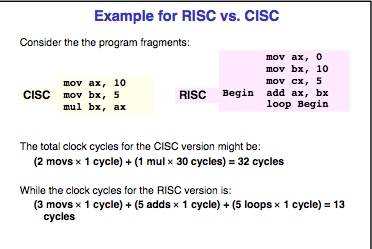 Example for RISC vs. CISC
Consider the the program fragments:
CISC
mov ax, 10
mov bx, 5
mul bx, ax
RISC
mov ax, 0
mov bx, 10
mov cx, 5
Begin add ax, bx
loop Begin
The total clock cycles for the CISC version might be:
(2 movs × 1 cycle) + (1 mul × 30 cycles) = 32 cycles
While the clock cycles for the RISC version is:
(3 movs × 1 cycle) + (5 adds × 1 cycle) + (5 loops × 1 cycle) = 13
cycles